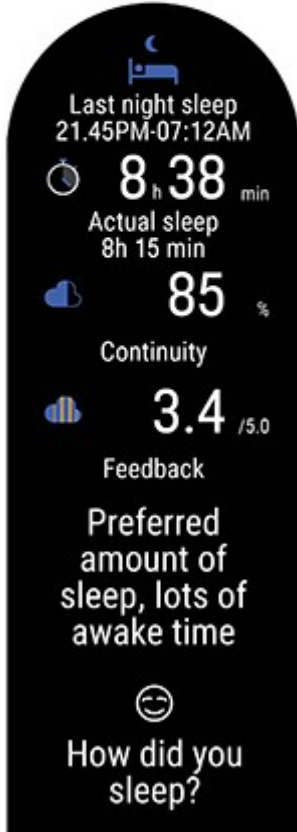 Last night sleep
21.45PM-07:12AM
8 h 38 min
Actual sleep
8h 15 min
85 %
Continuity
3.4 /5.0
Feedback
Preferred
amount of
sleep, lots of
awake time
How did you
sleep?